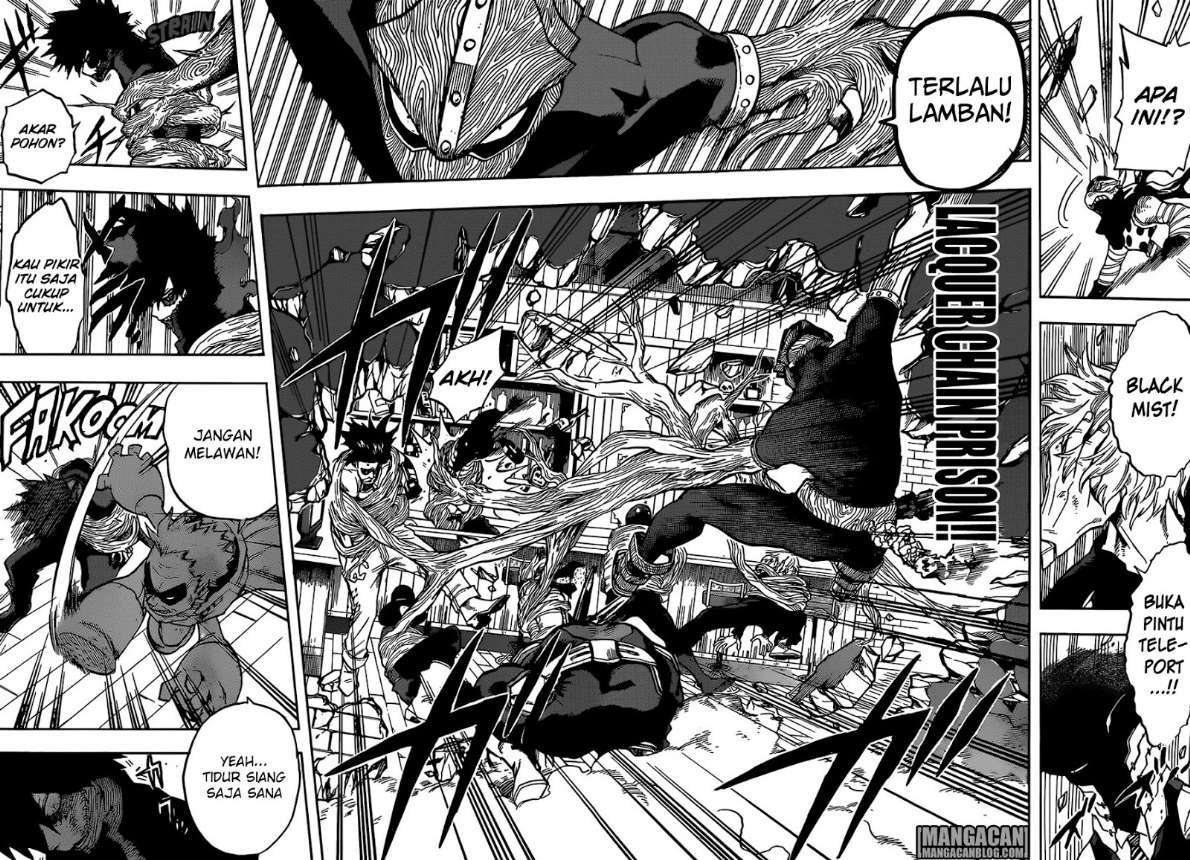 APA
INI!?
BLACK
MIST!
BUKA
PINTU
TELE-
PORT
....!!
TERLALU
LAMBAN!
LACQUER CHAIN PRISON!!
AKH!
STRAIN
AKAR
POHON?
KAU PIKIR
ITU SAJA
CUKUP
UNTUK...
FAKOOM
JANGAN
MELAWAN!
YEAH...
TIDUR SIANG
SAJA SANA
MANGACAN
MANGACANBLOG.COM